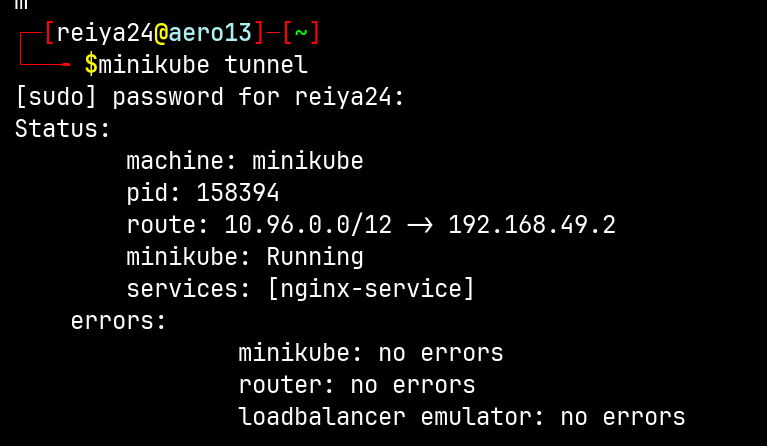 m
[reiya24@aero13]-[~]
$minikube tunnel
[sudo] password for reiya24:
Status:
machine: minikube
pid: 158394
route: 10.96.0.0/12 -> 192.168.49.2
minikube: Running
services: [nginx-service]
errors:
minikube: no errors
router: no errors
loadbalancer emulator: no errors